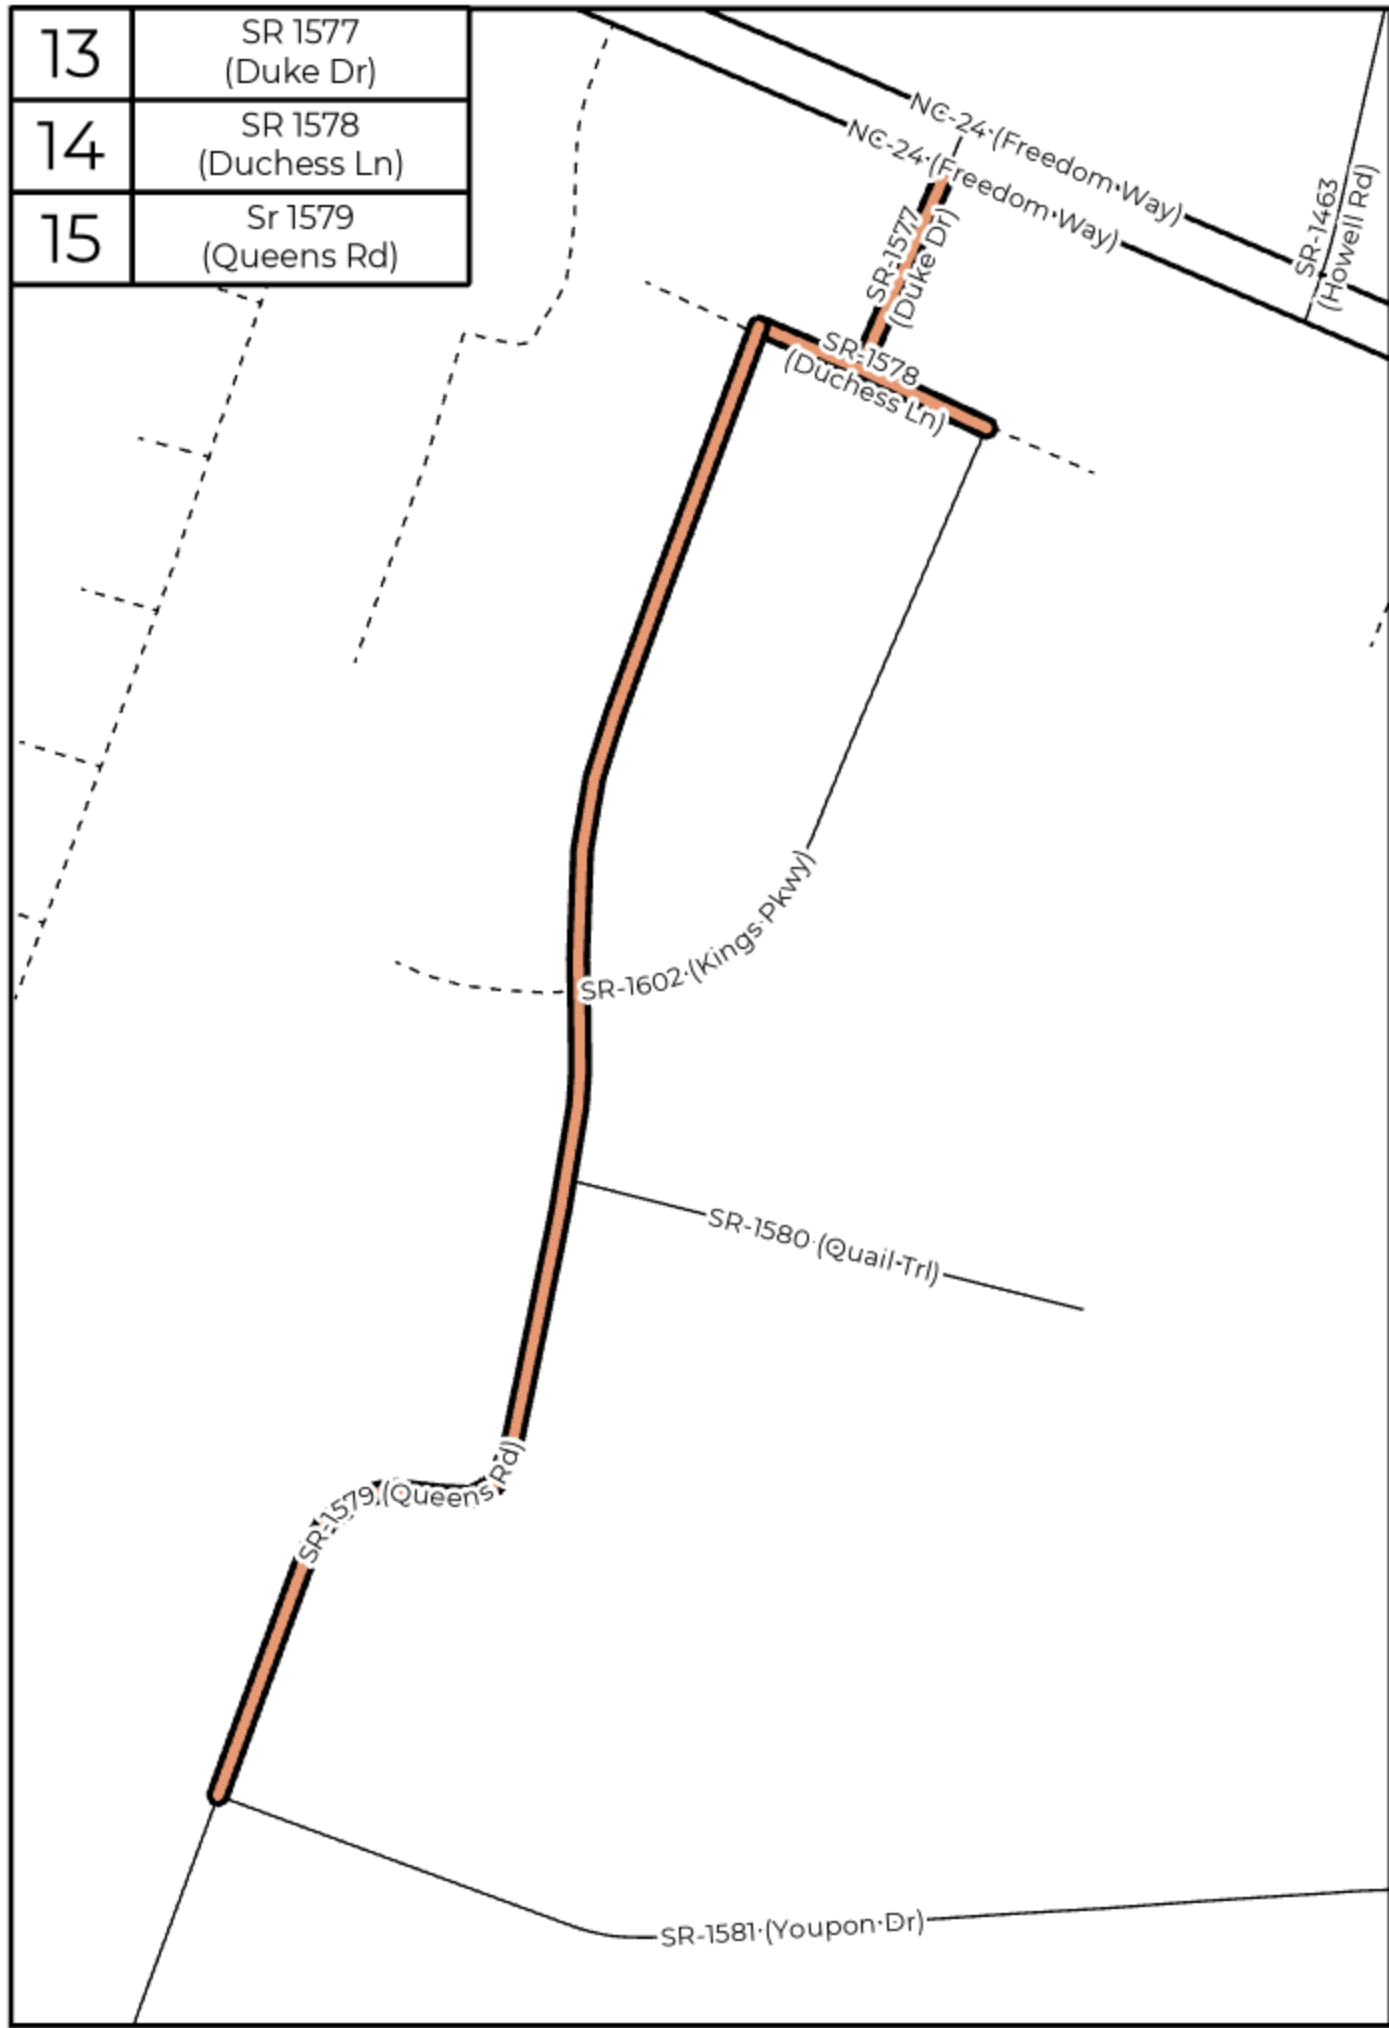 13
SR 1577
(Duke Dr)
14
SR 1578
(Duchess Ln)
15
Sr 1579
(Queens Rd)
NC-24 (Freedom Way)
NC-24 (Freedom Way)
SR-1463
(Howell Rd)
SR-1577
(Duke Dr)
SR-1578
(Duchess Ln)
SR-1602 (Kings Pkwy)
SR-1580 (Quail Trl)
SR-1579 (Queens Rd)
SR-1581 (Youpon Dr)